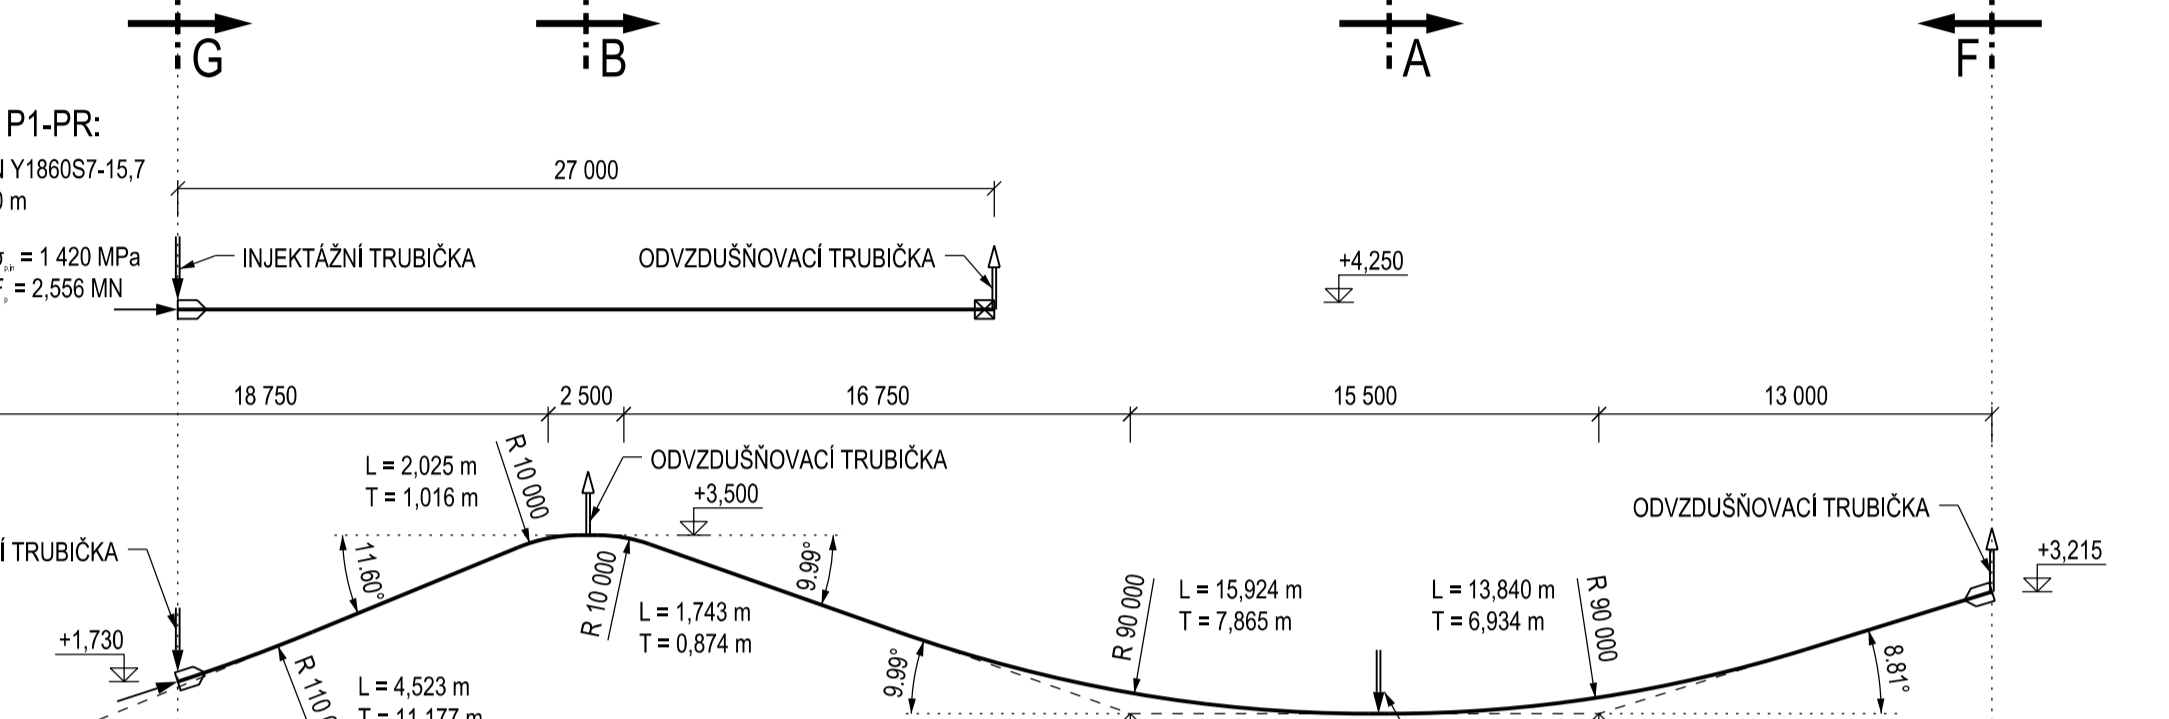 G
B
A
F
P1-PR:
Y1860S7-15,7
m
27 000
= 1 420 MPa
= 2,556 MN
INJEKTÁŽNÍ TRUBIČKA
ODVZDUŠŇOVACÍ TRUBIČKA
+4,250
18 750
2 500
16 750
15 500
13 000
L = 2,025 m
T = 1,016 m
R 10 000
ODVZDUŠŇOVACÍ TRUBIČKA
+3,500
ODVZDUŠŇOVACÍ TRUBIČKA
+3,215
TRUBIČKA
11.60°
R 10 000
9.99°
L = 1,743 m
T = 0,874 m
R 90 000
L = 15,924 m
T = 7,865 m
L = 13,840 m
T = 6,934 m
R 90 000
+1,730
9.99°
8.81°
R 110
L = 4,523 m
T = 11,177 m